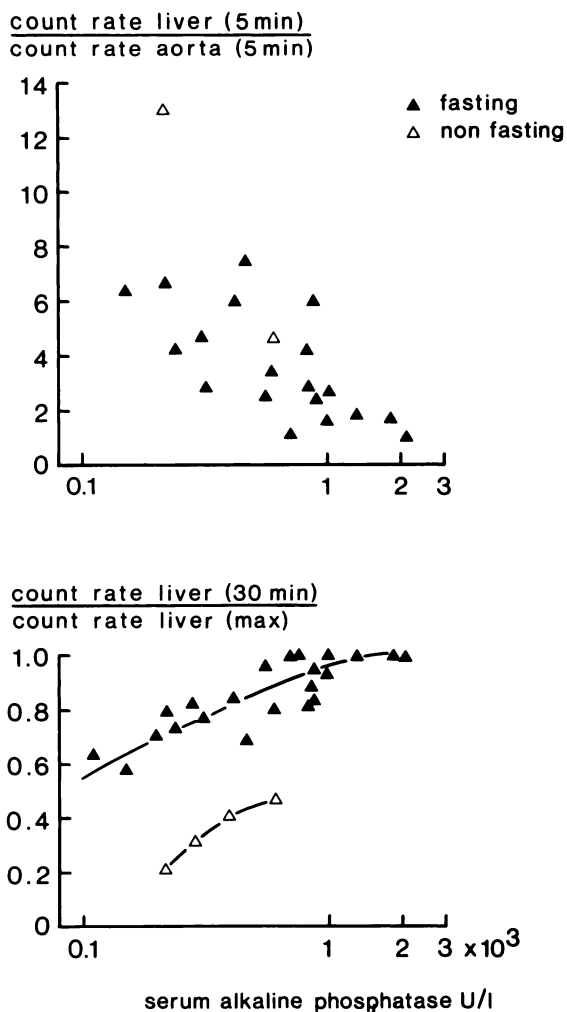 count rate liver (5 min)
count rate aorta (5 min)
14
12
10
8
6
4
2
0
▲ fasting
△ non fasting
0.1 1 2 3
count rate liver (30 min)
count rate liver (max)
1.0
0.8
0.6
0.4
0.2
0
0.1 1 2 3 x10³
serum alkaline phosphatase U/l